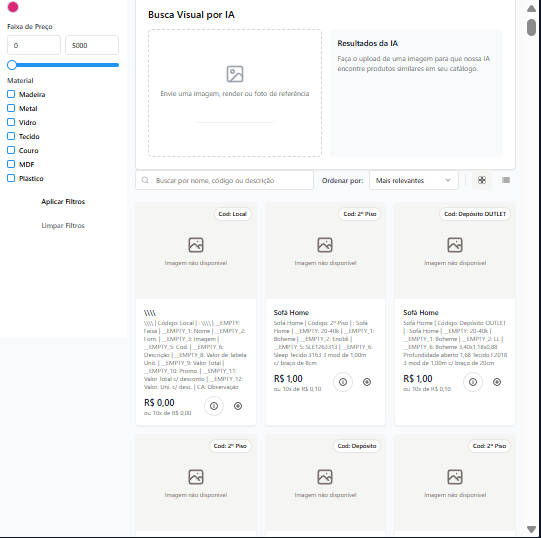 Faixa de Preço
0
5000
Material
Madeira
Metal
Vidro
Tecido
Couro
MDF
Plástico
Aplicar Filtros
Limpar Filtros
Busca Visual por IA
Envie uma imagem, render ou foto de referência
Resultados da IA
Faça o upload de uma imagem para que nossa IA
encontre produtos similares em seu catálogo.
Buscar por nome, código ou descrição
Ordenar por:
Mais relevantes
Cod: Local
Imagem não disponível
\\\\
\\\\ | Código: Local | : \\\\ | __EMPTY:
Faixa | __EMPTY_1: Nome | __EMPTY_2:
Forn. | __EMPTY_3: Imagem |
__EMPTY_5: Cod. | __EMPTY_6:
Descrição | __EMPTY_8: Valor de Tabela
Unit. | __EMPTY_9: Valor Total |
__EMPTY_10: Promo. | __EMPTY_11:
Valor Total c/ desconto | __EMPTY_12:
Valor. Uni. c/ desc. | CA: Observação
R$ 0,00
ou 10x de R$ 0,00
Cod: 2º Piso
Imagem não disponível
Sofá Home
Sofá Home | Código: 2º Piso | : Sofá
Home | __EMPTY: 20-40k | __EMPTY_1:
Boheme | __EMPTY_2: Enobli |
__EMPTY_5: SLE1263313 | __EMPTY_6:
Sleep Tecido 3163 3 mod de 1,00m
c/ braço de 8cm
R$ 1,00
ou 10x de R$ 0,10
Cod: Depósito OUTLET
Imagem não disponível
Sofá Home
Sofá Home | Código: Depósito OUTLET
| : Sofá Home | __EMPTY: 20-40k |
__EMPTY_1: Boheme | __EMPTY_2: LL |
__EMPTY_6: Boheme 3,40x1,18x0,88
Profundidade aberto 1,68 Tecido F2018
3 mod de 1,00m c/ braço de 20cm
R$ 1,00
ou 10x de R$ 0,10
Cod: 2º Piso
Imagem não disponível
Cod: Depósito
Imagem não disponível
Cod: 2º Piso
Imagem não disponível